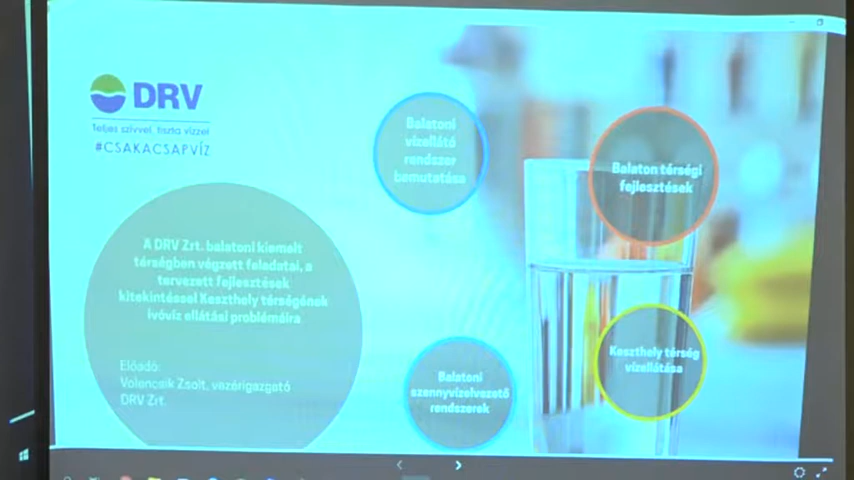 DRV
Teljes szívvel, tiszta vízzel
#CSAKACSAPVÍZ
A DRV Zrt. balatoni kiemelt
térségben végzett feladatai, a
tervezett fejlesztések
kitekintéssel Keszthely térségének
ivóvíz ellátási problémáira
Előadó:
Volencsik Zsolt, vezérigazgató
DRV Zrt.
Balatoni
vízellátó
rendszer
bemutatása
Balaton térségi
fejlesztések
Balatoni
szennyvízelvezető
rendszerek
Keszthely térség
vízellátása